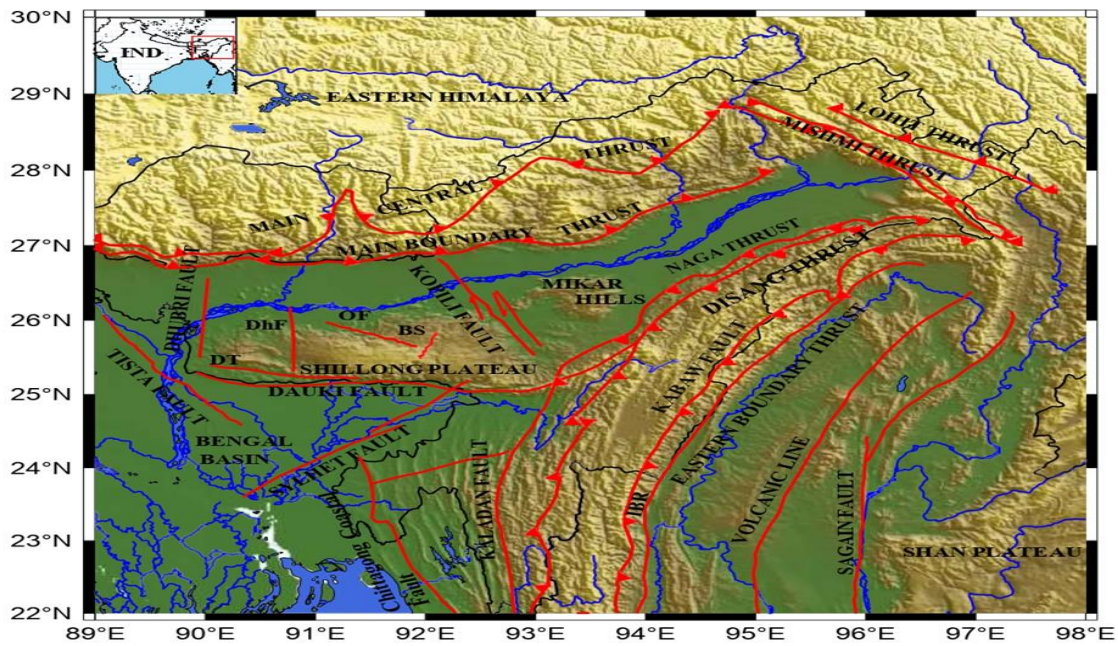 30°N
29°N
28°N
27°N
26°N
25°N
24°N
23°N
22°N
IND
EASTERN HIMALAYA
LOHIT THRUST
MISHMI THRUST
MAIN CENTRAL THRUST
MAIN BOUNDARY THRUST
NAGA THRUST
DISANG THRUST
DHUBRI FAULT
KOPILI FAULT
MIKAR
HILLS
DhF
OF
BS
DT
SHILLONG PLATEAU
DAUKI FAULT
TISTA FAULT
BENGAL
BASIN
SYLHET FAULT
KABAW FAULT
EASTERN BOUNDARY THRUST
KALADAN FAULT
IBR
VOLCANIC LINE
SAGAIN FAULT
Chittagong Coastal
Fault
SHAN PLATEAU
89°E 90°E 91°E 92°E 93°E 94°E 95°E 96°E 97°E 98°E